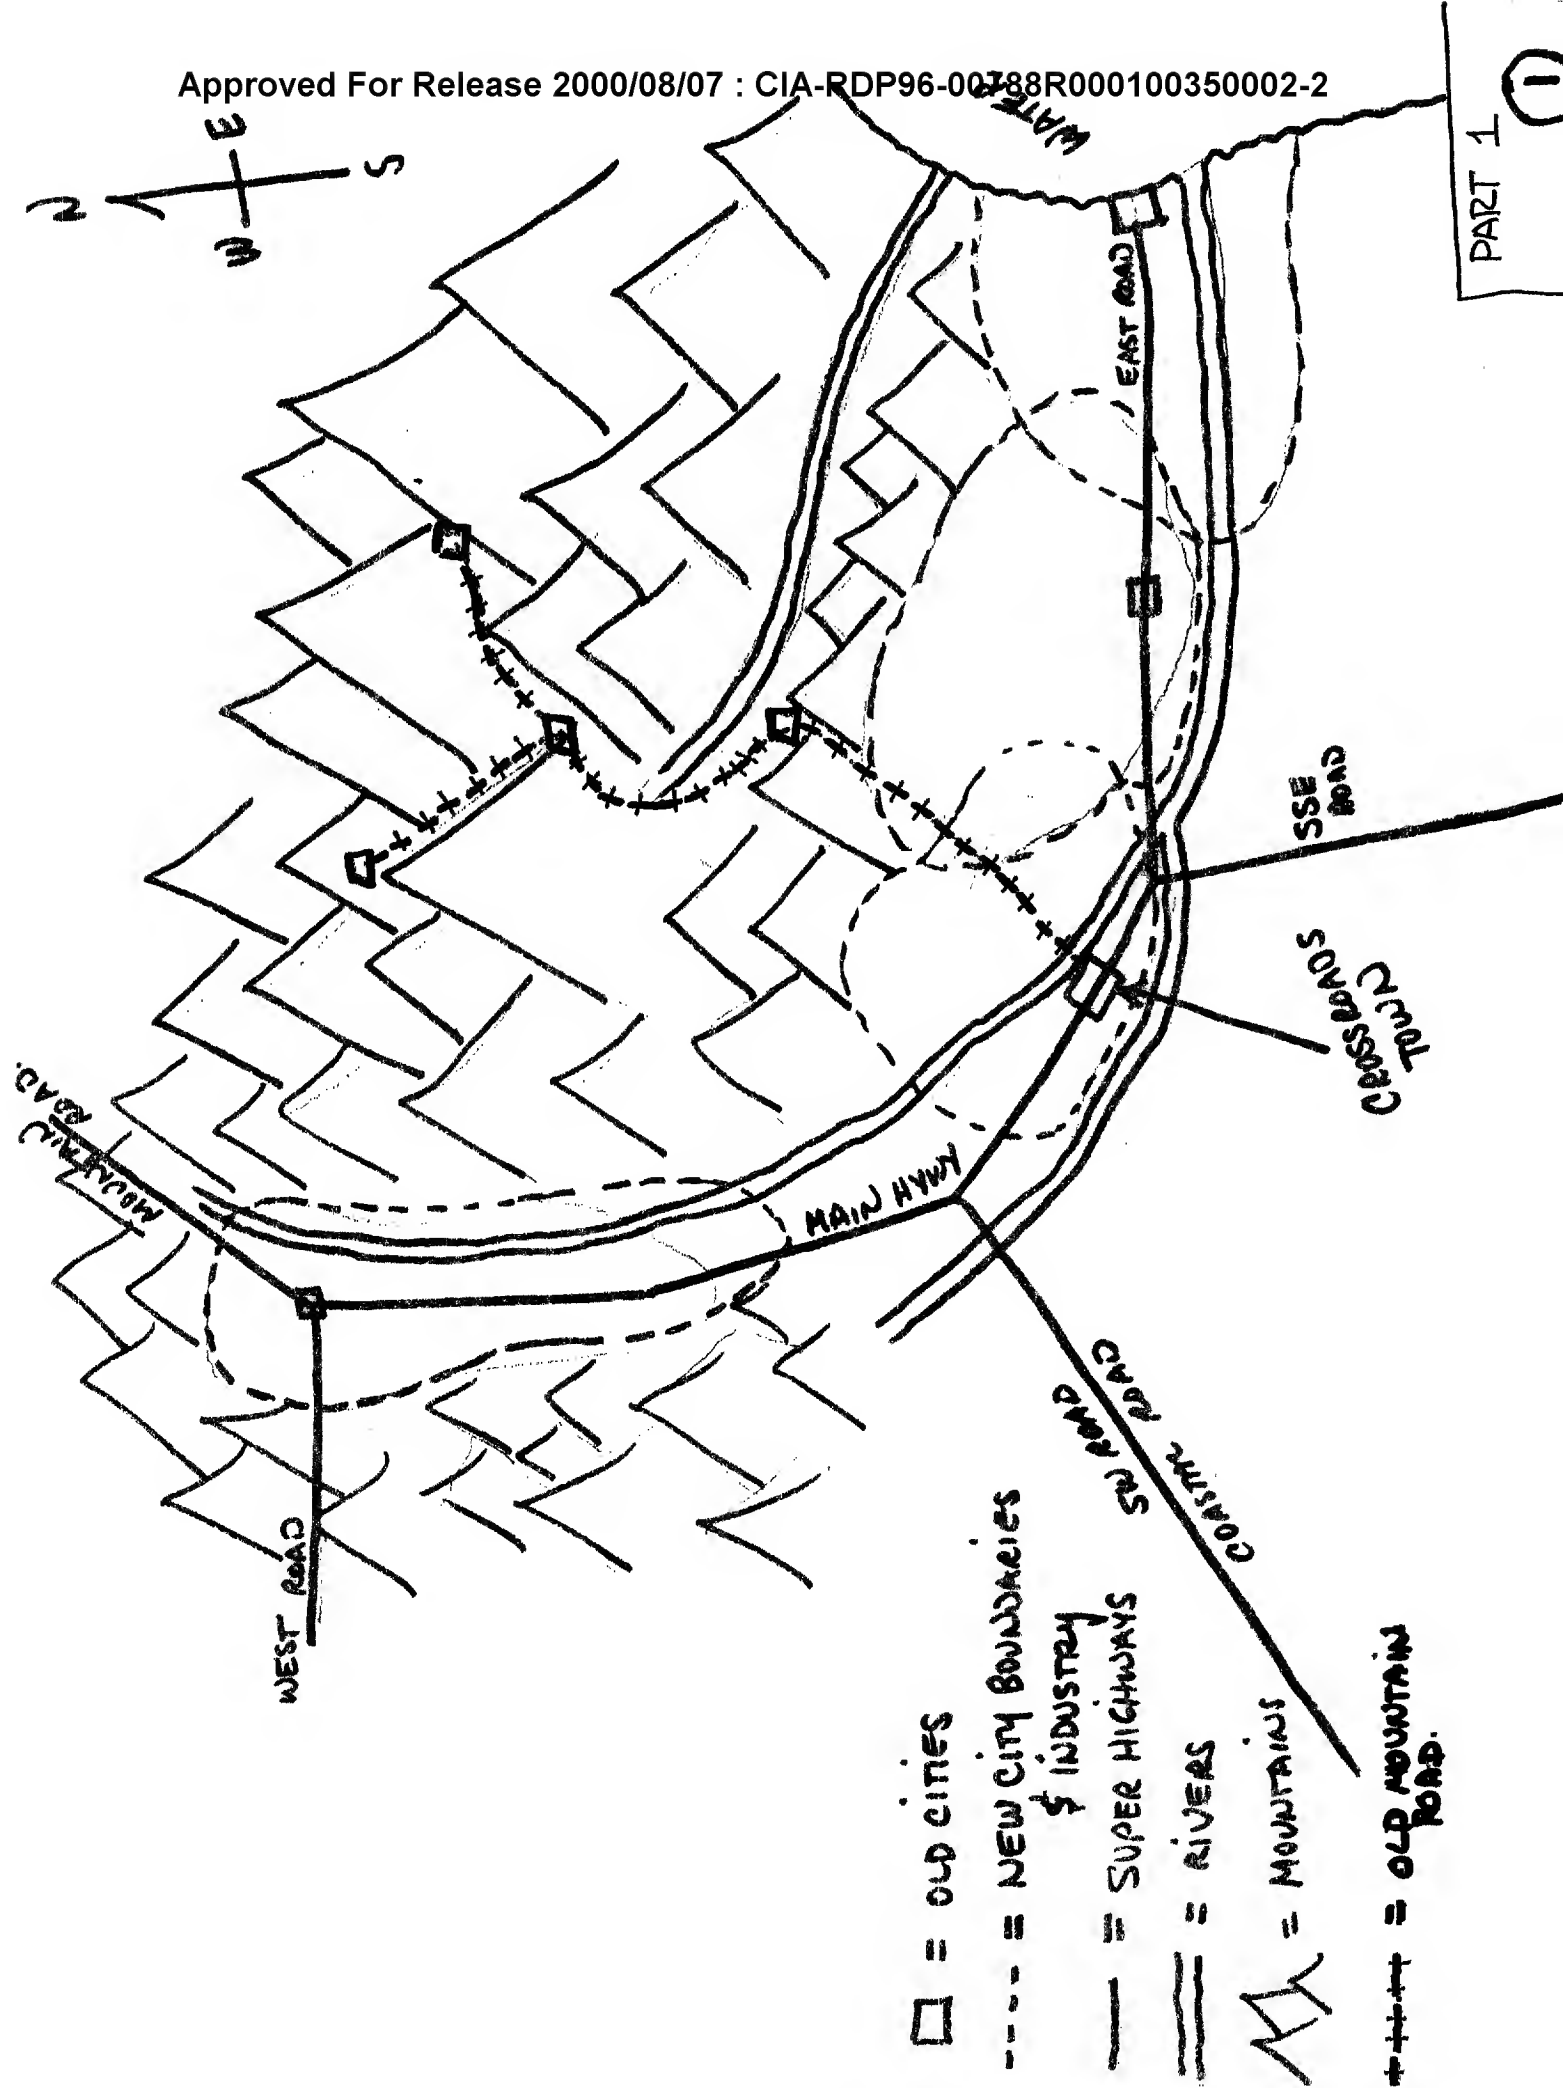 Approved For Release 2000/08/07 : CIA-RDP96-00788R000100350002-2
PART 1
1
N
E
W
S
WATER
EAST ROAD
SSE
ROAD
CROSSROADS
TOWN
MOUNTAIN
ROAD.
MAIN HYWY
WEST ROAD
SW ROAD
COASTAL ROAD
□ = OLD CITIES
---- = NEW CITY BOUNDARIES
& INDUSTRY
— = SUPER HIGHWAYS
= RIVERS
= MOUNTAINS
++++ = OLD MOUNTAIN
ROAD.